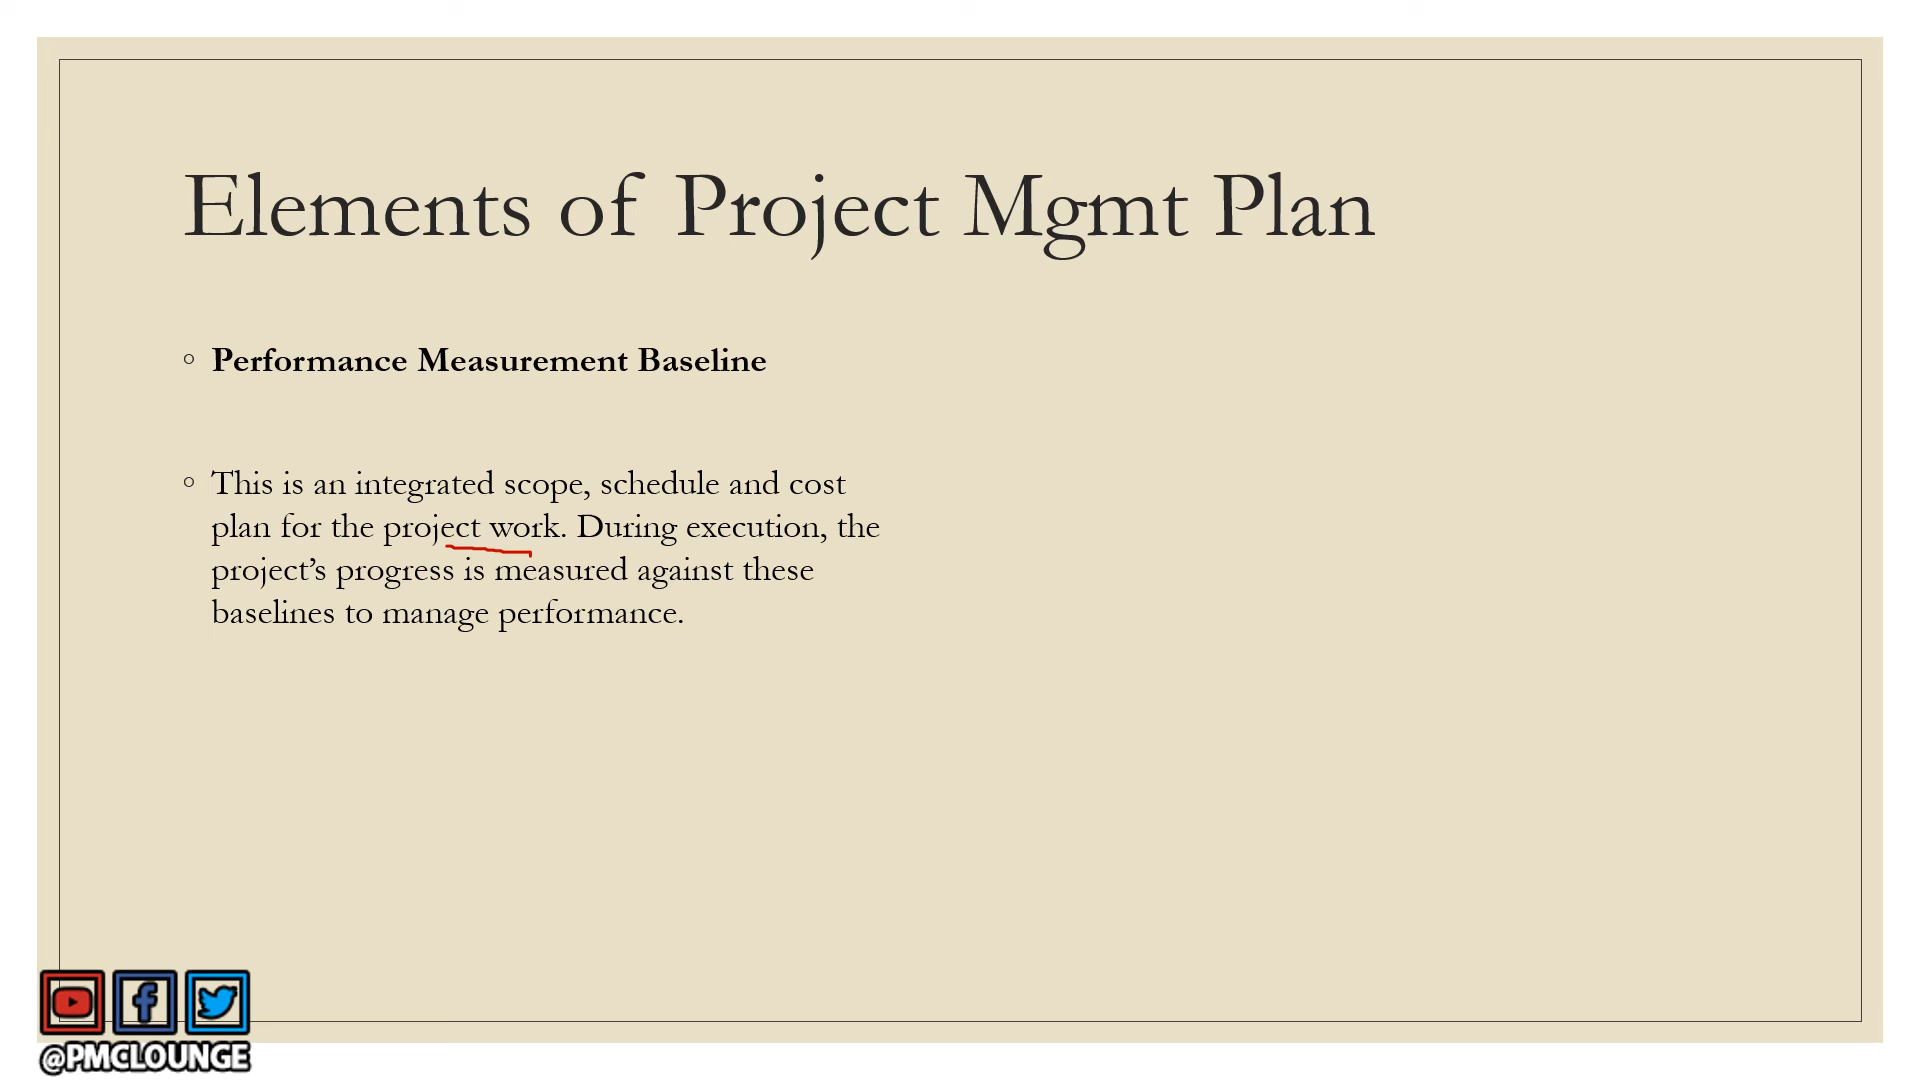 Elements of Project Mgmt Plan
Performance Measurement Baseline
This is an integrated scope, schedule and cost
plan for the project work. During execution, the
project’s progress is measured against these
baselines to manage performance.
@PMCLOUNGE